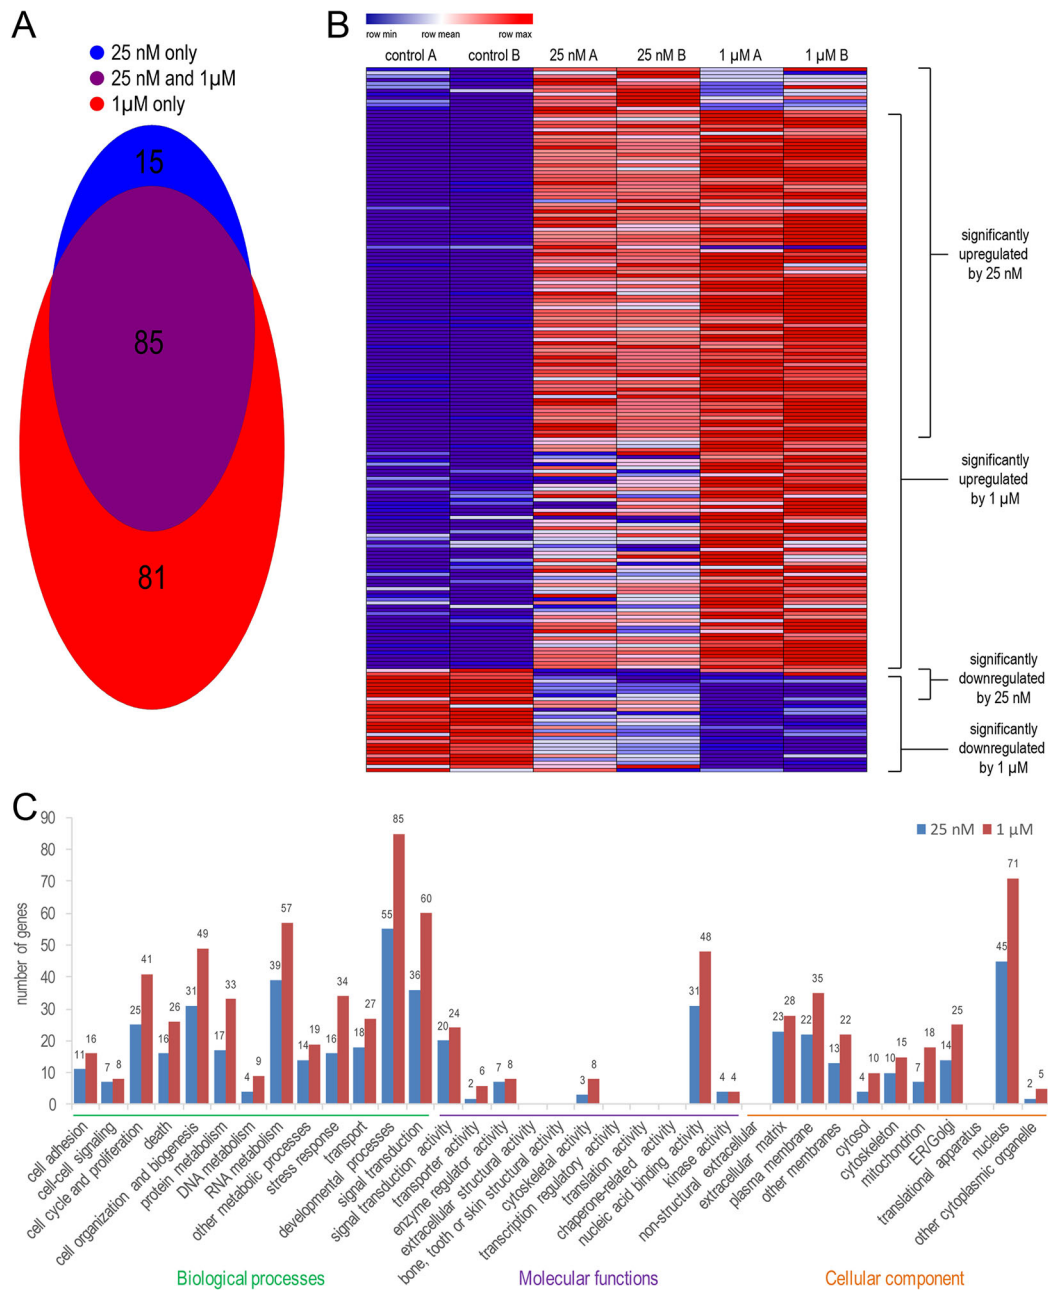 A
25 nM only
25 nM and 1µM
1µM only
15
85
81
B
row min row mean row max
control A control B 25 nM A 25 nM B 1 µM A 1 µM B
significantly
upregulated
by 25 nM
significantly
upregulated
by 1 µM
significantly
downregulated
by 25 nM
significantly
downregulated
by 1 µM
C
number of genes
90
80
70
60
50
40
30
20
10
0
25 nM 1 µM
11 16
7 8
25 41
16 26
31 49
17 33
4 9
39 57
14 19
16 34
18 27
55 85
36 60
20 24
2 6
7 8
3 8
31 48
4 4
23 28
22 35
13 22
4 10
10 15
7 18
14 25
45 71
2 5
cell adhesion
cell-cell signaling
cell cycle and proliferation
death
cell organization and biogenesis
protein metabolism
DNA metabolism
RNA metabolism
other metabolic processes
stress response
transport
developmental processes
signal transduction
signal transduction activity
transporter activity
enzyme regulator activity
extracellular structural activity
bone, tooth or skin structural activity
cytoskeletal activity
transcription regulatory activity
translation activity
chaperone-related activity
nucleic acid binding activity
kinase activity
non-structural extracellular
extracellular matrix
plasma membrane
other membranes
cytosol
cytoskeleton
mitochondrion
ER/Golgi
translational apparatus
nucleus
other cytoplasmic organelle
Biological processes
Molecular functions
Cellular component